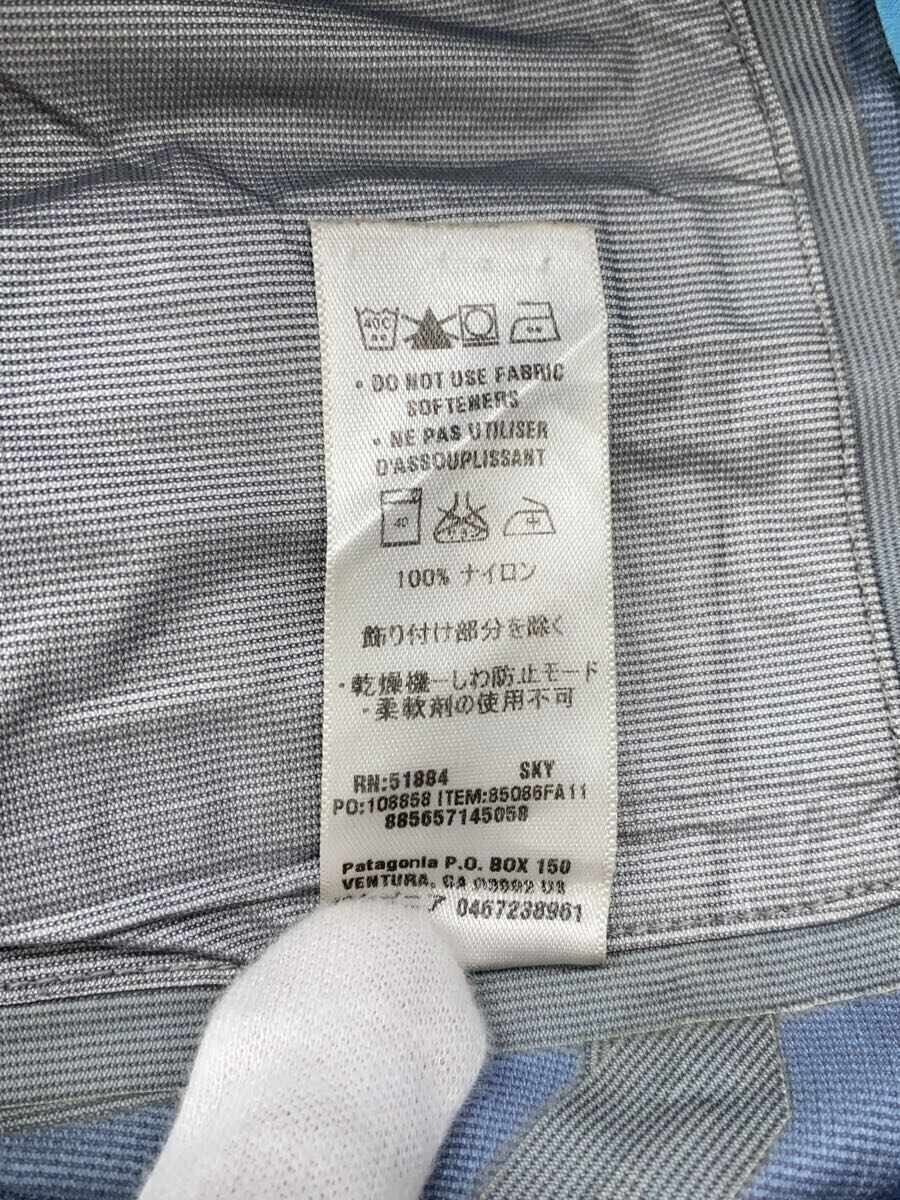 40C
• DO NOT USE FABRIC
SOFTENERS
• NE PAS UTILISER
D'ASSOUPLISSANT
40
100% ナイロン
飾り付け部分を除く
・乾燥機ーしわ防止モード
・柔軟剤の使用不可
RN:51884 SKY
PO:108858 ITEM:85086FA11
885657145058
Patagonia P.O. BOX 150
VENTURA, CA US
0467238961